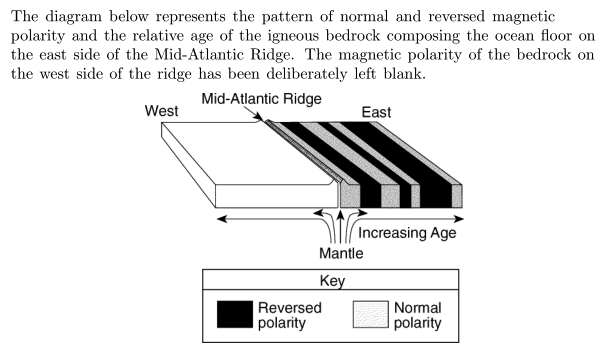 The diagram below represents the pattern of normal and reversed magnetic
polarity and the relative age of the igneous bedrock composing the ocean floor on
the east side of the Mid-Atlantic Ridge. The magnetic polarity of the bedrock on
the west side of the ridge has been deliberately left blank.
Mid-Atlantic Ridge
West
East
Increasing Age
Mantle
Key
Reversed
polarity
Normal
polarity